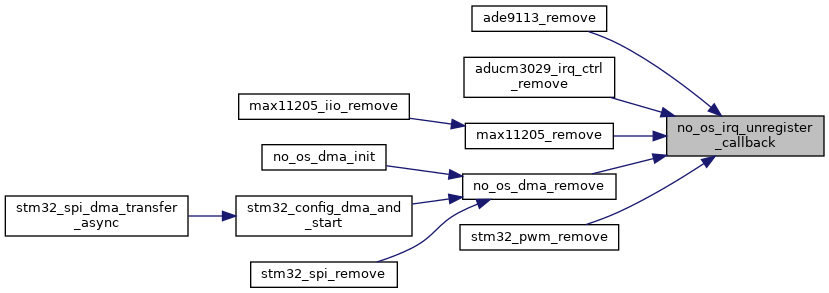 ade9113_remove
aducm3029_irq_ctrl
_remove
max11205_iio_remove
max11205_remove
no_os_irq_unregister
_callback
no_os_dma_init
no_os_dma_remove
stm32_spi_dma_transfer
_async
stm32_config_dma_and
_start
stm32_pwm_remove
stm32_spi_remove